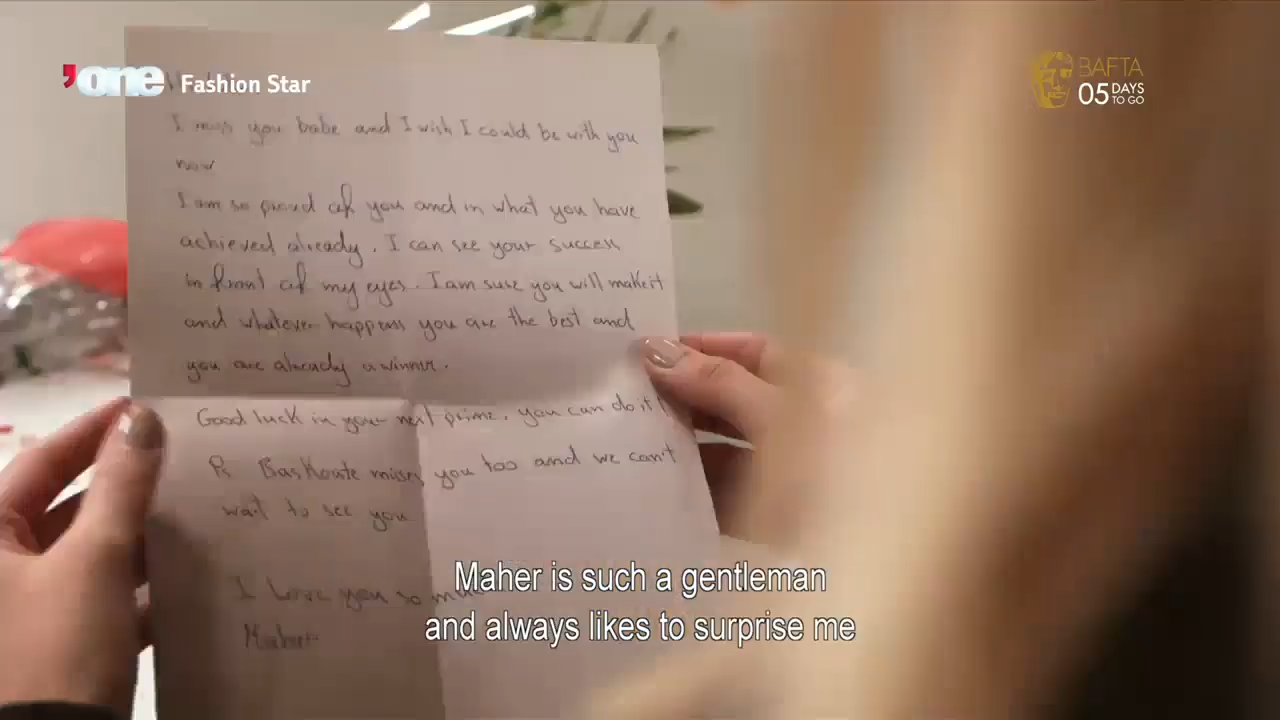 'one Fashion Star
BAFTA
05 DAYS TO GO
I miss you babe and I wish I could be with you
now
I am so proud of you and in what you have
achieved already. I can see your success
in front of my eyes. I am sure you will make it
and whatever happens you are the best and
you are already a winner.
Good luck in your next prime, you can do it!
Ps Baskoute misses you too and we can't
wait to see you
I love you so much
Maher
Maher is such a gentleman
and always likes to surprise me